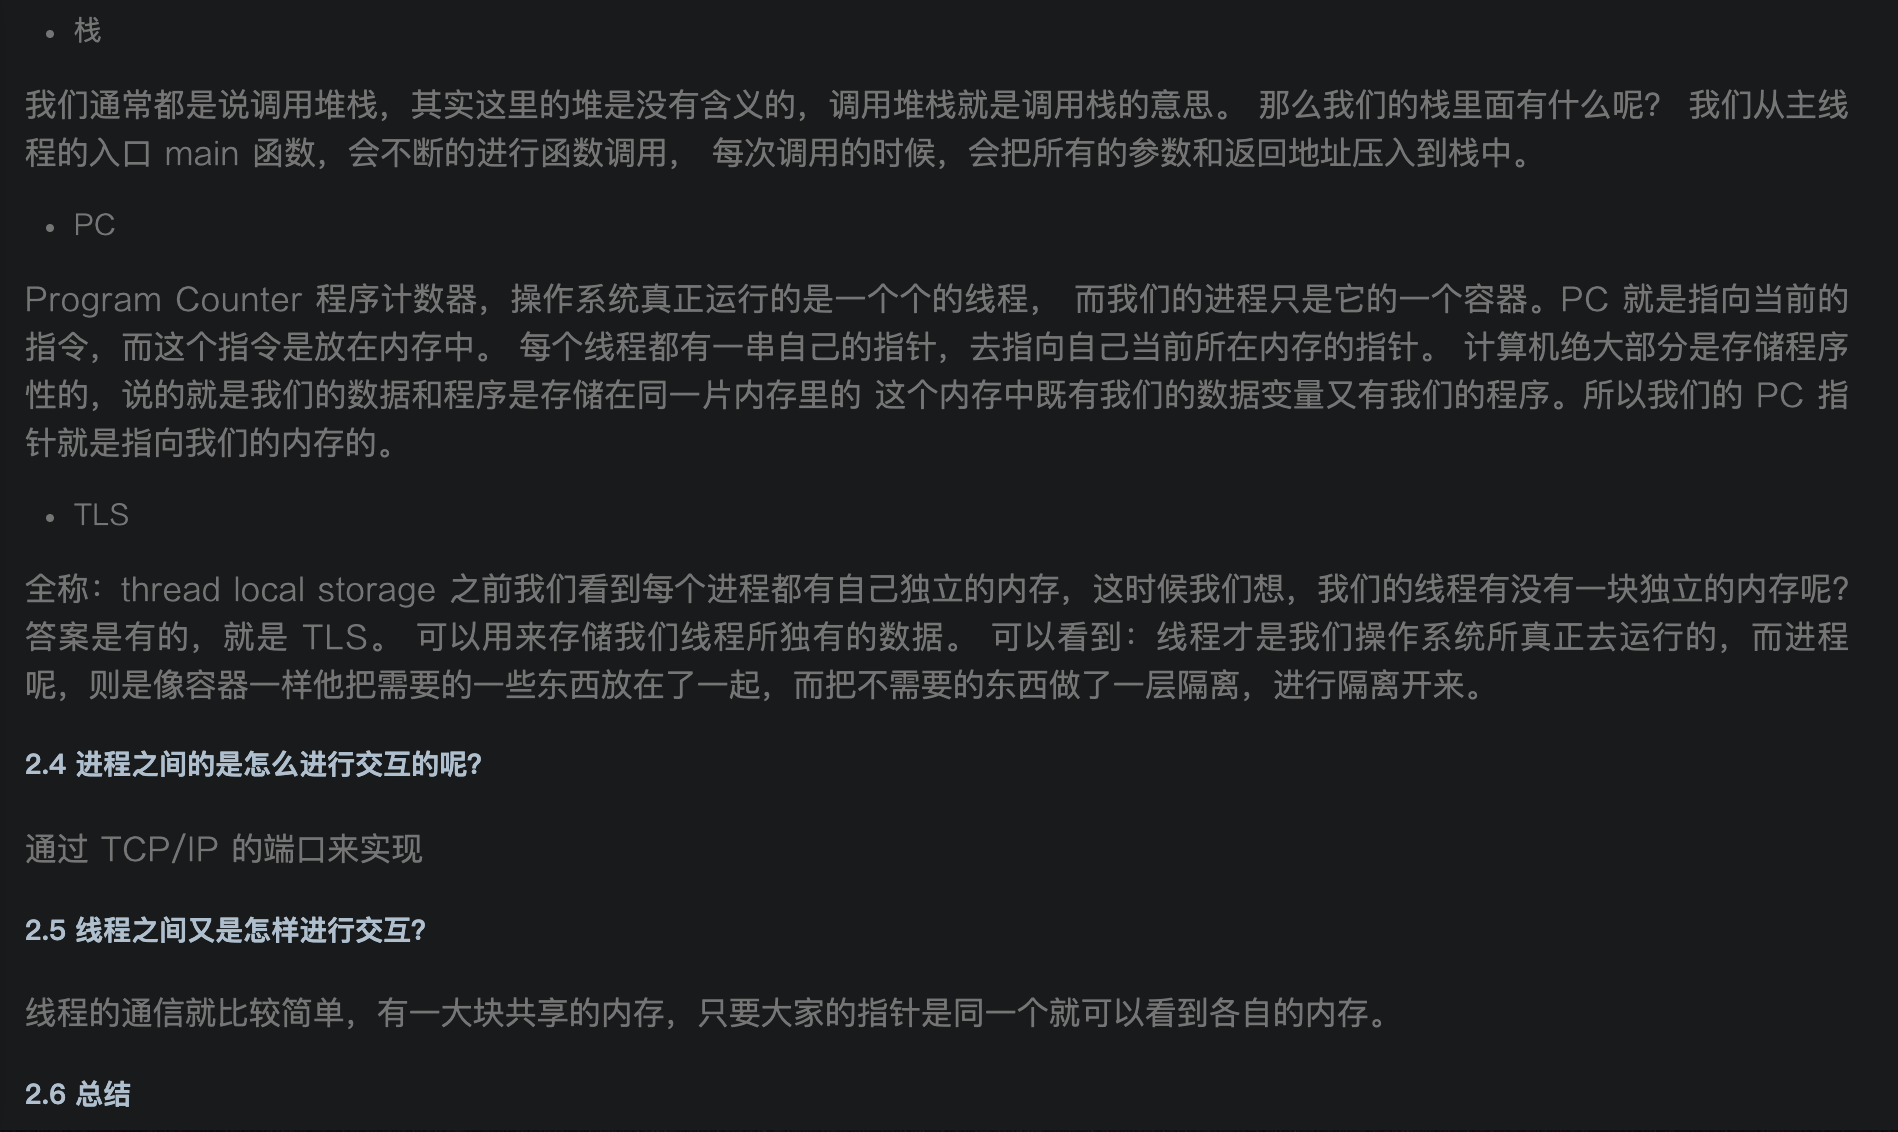 • 栈
我们通常都是说调用堆栈，其实这里的堆是没有含义的，调用堆栈就是调用栈的意思。 那么我们的栈里面有什么呢？ 我们从主线
程的入口 main 函数，会不断的进行函数调用， 每次调用的时候，会把所有的参数和返回地址压入到栈中。
• PC
Program Counter 程序计数器，操作系统真正运行的是一个个的线程， 而我们的进程只是它的一个容器。PC 就是指向当前的
指令，而这个指令是放在内存中。 每个线程都有一串自己的指针，去指向自己当前所在内存的指针。 计算机绝大部分是存储程序
性的，说的就是我们的数据和程序是存储在同一片内存里的 这个内存中既有我们的数据变量又有我们的程序。所以我们的 PC 指
针就是指向我们的内存的。
• TLS
全称：thread local storage 之前我们看到每个进程都有自己独立的内存，这时候我们想，我们的线程有没有一块独立的内存呢？
答案是有的，就是 TLS。 可以用来存储我们线程所独有的数据。 可以看到：线程才是我们操作系统所真正去运行的，而进程
呢，则是像容器一样他把需要的一些东西放在了一起，而把不需要的东西做了一层隔离，进行隔离开来。
2.4 进程之间的是怎么进行交互的呢？
通过 TCP/IP 的端口来实现
2.5 线程之间又是怎样进行交互？
线程的通信就比较简单，有一大块共享的内存，只要大家的指针是同一个就可以看到各自的内存。
2.6 总结